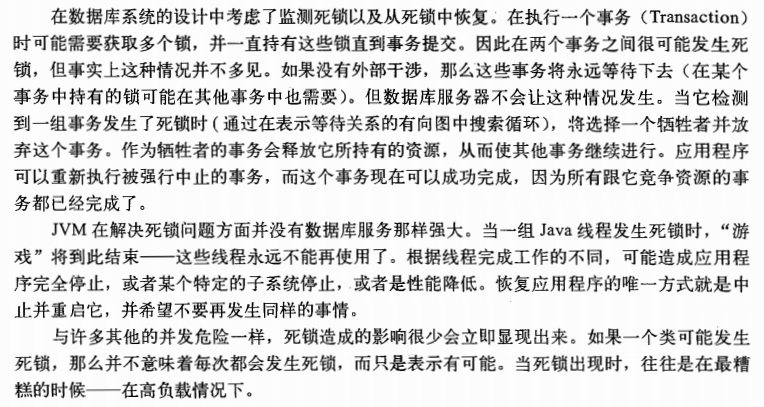 在数据库系统的设计中考虑了监测死锁以及从死锁中恢复。在执行一个事务（Transaction）
时可能需要获取多个锁，并一直持有这些锁直到事务提交。因此在两个事务之间很可能发生死
锁，但事实上这种情况并不多见。如果没有外部干涉，那么这些事务将永远等待下去（在某个
事务中持有的锁可能在其他事务中也需要）。但数据库服务器不会让这种情况发生。当它检测
到一组事务发生了死锁时（通过在表示等待关系的有向图中搜索循环），将选择一个牺牲者并放
弃这个事务。作为牺牲者的事务会释放它所持有的资源，从而使其他事务继续进行。应用程序
可以重新执行被强行中止的事务，而这个事务现在可以成功完成，因为所有跟它竞争资源的事
务都已经完成了。
JVM 在解决死锁问题方面并没有数据库服务那样强大。当一组 Java 线程发生死锁时，“游
戏”将到此结束——这些线程永远不能再使用了。根据线程完成工作的不同，可能造成应用程
序完全停止，或者某个特定的子系统停止，或者是性能降低。恢复应用程序的唯一方式就是中
止并重启它，并希望不要再发生同样的事情。
与许多其他的并发危险一样，死锁造成的影响很少会立即显现出来。如果一个类可能发生
死锁，那么并不意味着每次都会发生死锁，而只是表示有可能。当死锁出现时，往往是在最糟
糕的时候——在高负载情况下。